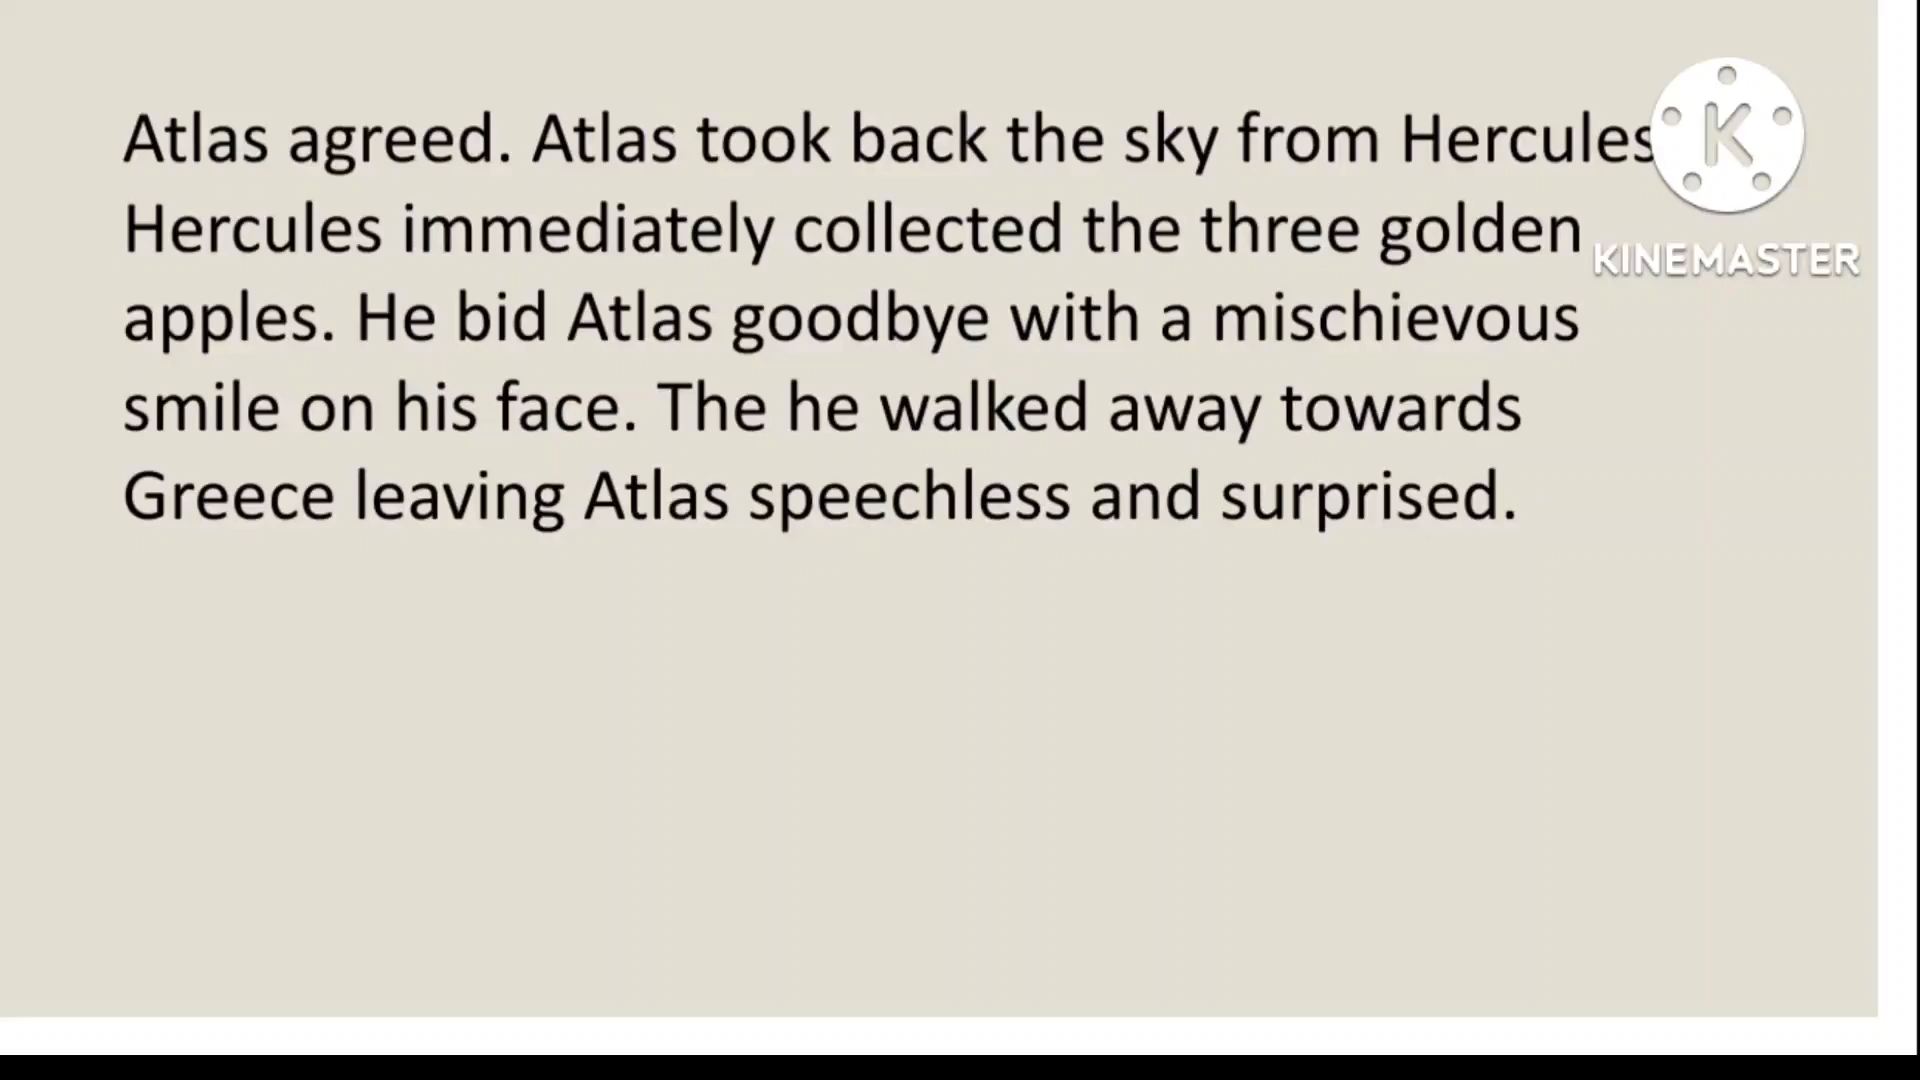 Atlas agreed. Atlas took back the sky from Hercules
Hercules immediately collected the three golden
apples. He bid Atlas goodbye with a mischievous
smile on his face. The he walked away towards
Greece leaving Atlas speechless and surprised.
K
KINEMASTER